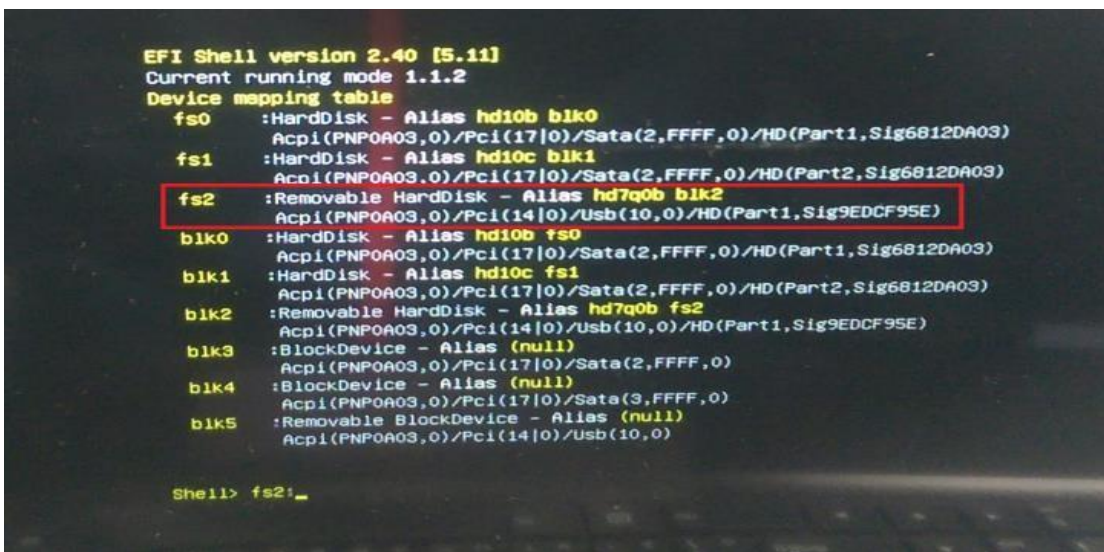 EFI Shell version 2.40 [5.11]
Current running mode 1.1.2
Device mapping table
fs0 :HardDisk - Alias hd10b blk0
Acpi(PNP0A03,0)/Pci(17|0)/Sata(2,FFFF,0)/HD(Part1,Sig6812DA03)
fs1 :HardDisk - Alias hd10c blk1
Acpi(PNP0A03.0)/Pci(17|0)/Sata(2,FFFF,0)/HD(Part2,Sig6812DA03)
fs2 :Removable HardDisk - Alias hd7q0b blk2
Acpi(PNP0A03,0)/Pci(14|0)/Usb(10,0)/HD(Part1,Sig9EDCF95E)
blk0 :HardDisk - Alias hd10b fs0
Acpi(PNP0A03,0)/Pci(17|0)/Sata(2,FFFF,0)/HD(Part1,Sig6812DA03)
blk1 :HardDisk - Alias hd10c fs1
Acpi(PNP0A03,0)/Pci(17|0)/Sata(2,FFFF,0)/HD(Part2,Sig6812DA03)
blk2 :Removable HardDisk - Alias hd7q0b fs2
Acpi(PNP0A03,0)/Pci(14|0)/Usb(10,0)/HD(Part1,Sig9EDCF95E)
blk3 :BlockDevice - Alias (null)
Acpi(PNP0A03,0)/Pci(17|0)/Sata(2,FFFF,0)
blk4 :BlockDevice - Alias (null)
Acpi(PNP0A03,0)/Pci(17|0)/Sata(3,FFFF,0)
blk5 :Removable BlockDevice - Alias (null)
Acpi(PNP0A03,0)/Pci(14|0)/Usb(10,0)
Shell> fs2:_